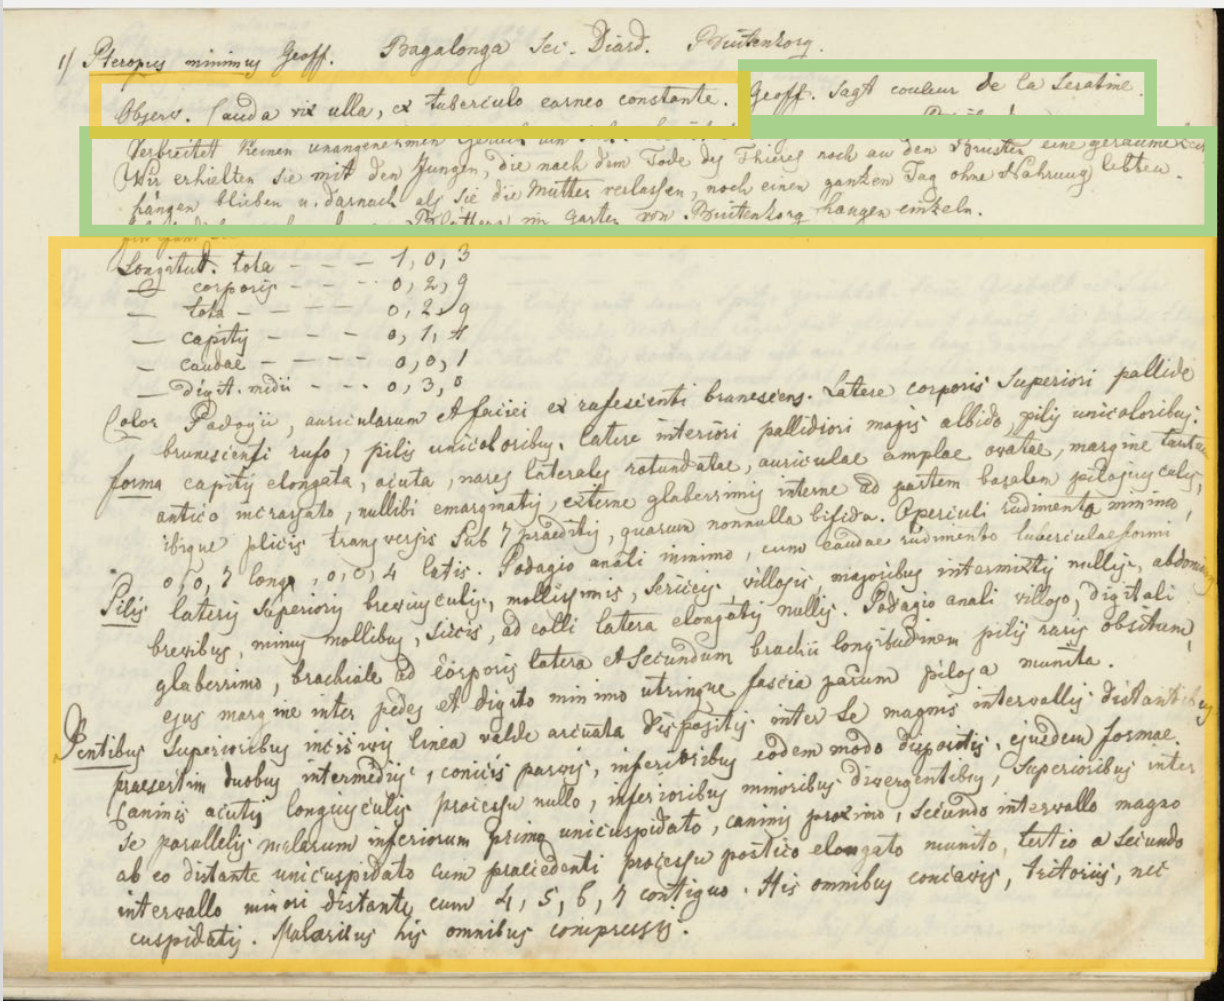 1) Pteropus minimus Geoff. Bagalonga Sci. Diard. Buitenzorg.
Observ. Cauda vix ulla, ex tuberculo carneo constante. Geoff. sagt couleur de la
Verbreitet keinen unangenehmen Geruch
Wir erhielten sie mit den Jungen, die nach dem Tode des Thieres noch an den Brüsten eine geraume
hängen blieben u. darnach als sie die Mutter verlassen, noch einen ganzen Tag ohne Nahrung lebten.
Blättern im Garten von Buitenzorg hangen einzeln.
Longitud. tota - - - 1, 0, 3
— corporis - - - 0, 2, 9
— tota - - - 0, 2, 9
— capitis - - - 0, 1, 1
— caudae - - - 0, 0, 1
— digit. medii - - - 0, 3, 8
Color Padagii, auricularum et faciei ex rufescenti brunescens. Latere corporis superiori pallide
brunescenti rufo, pilis unicoloribus. Latere interiori pallidiori magis albido, pilis unicoloribus.
forma capitis elongata, acuta, nares laterales rotundatae, auriculae amplae ovatae, margine
antico incrassato, nullibi emarginatis, externe glaberrimis interne ad partem basalem pilosiusculis,
ibique plicis transversis sub 7 praeditis, quarum nonnulla bifida. Operculi rudimento minimo,
0, 0, 7 longa, 0, 0, 4 latis. Padagio anali minimo, cum caudae rudimento tuberculaeformi
Pilis lateris superioris breviusculis, mollissimis, sericeis, villosis, majoribus intermixtis nullis,
brevibus, minus mollibus, siccis, ad colli latera elongatis nullis. Padagio anali villoso, digitali
glaberrimo, brachiale ad corporis latera et secundum brachii longitudinem pilis raris obsitum,
ejus margine inter pedes et digito minimo utringue fascia parum pilosa munita.
Dentibus superioribus incisivis linea valde arcuata dispositis inter se magnis intervallis distantibus
praesertim duobus intermediis, conicis parvis, inferioribus eodem modo dispositis, ejusdem formae.
Caninis acutis longiusculis processu nullo, inferioribus minoribus divergentibus, superioribus inter
se parallelis molarum inferiorum primo unicuspidato, caninis proximo, secundo intervallo magno
ab eo distante unicuspidato cum praecedenti processu postico elongato munito, tertio a secundo
intervallo minori distante, cum 4, 5, 6, 7 contiguo. His omnibus concavis, tritoriis, nec
cuspidatis. Malaribus his omnibus compressis.